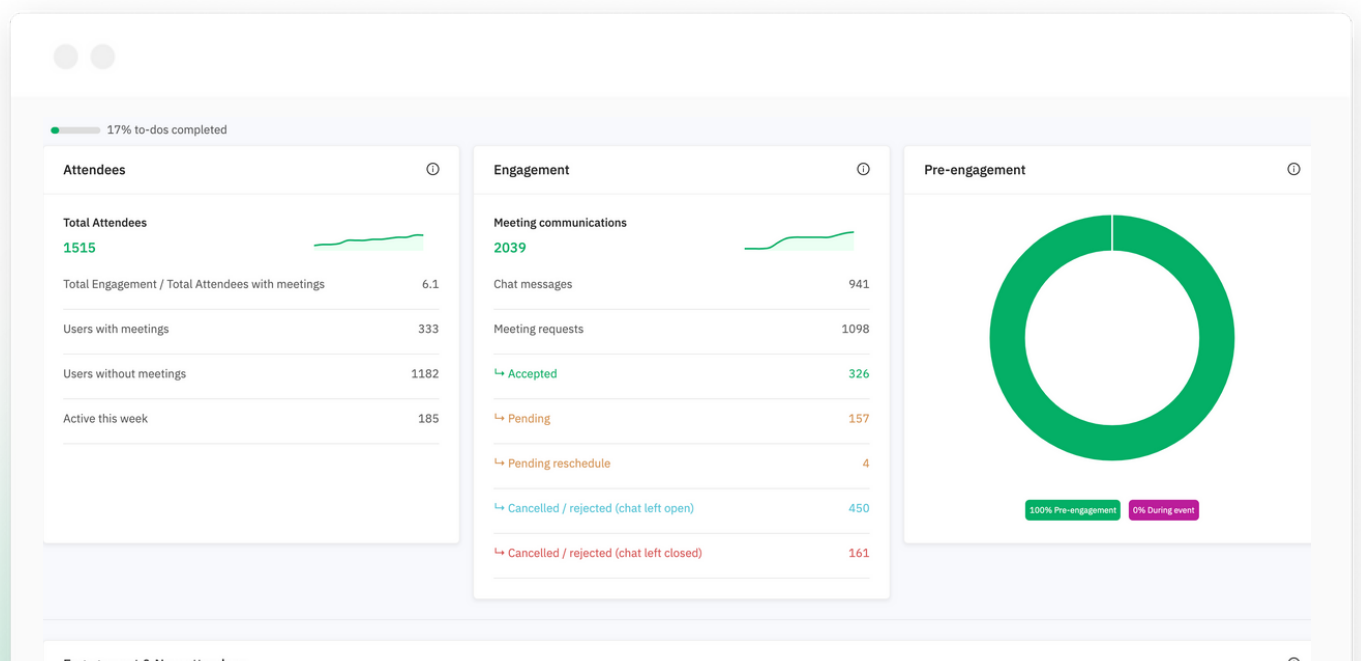 17% to-dos completed
Attendees
Total Attendees
1515
Total Engagement / Total Attendees with meetings 6.1
Users with meetings 333
Users without meetings 1182
Active this week 185
Engagement
Meeting communications
2039
Chat messages 941
Meeting requests 1098
↳ Accepted 326
↳ Pending 157
↳ Pending reschedule 4
↳ Cancelled / rejected (chat left open) 450
↳ Cancelled / rejected (chat left closed) 161
Pre-engagement
100% Pre-engagement
0% During event